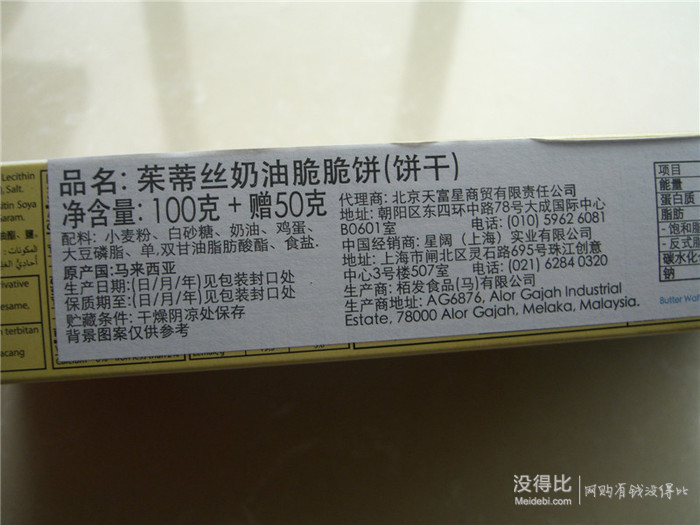 Lecithin
l, Salt.
titin Soya
Garam.
品名: 茱蒂丝奶油脆脆饼(饼干)
净含量: 100克 + 赠50克
配料: 小麦粉、白砂糖、奶油、鸡蛋、
大豆磷脂、单,双甘油脂肪酸酯、食盐.
原产国: 马来西亚
生产日期: (日/月/年) 见包装封口处
保质期至: (日/月/年) 见包装封口处
贮藏条件: 干燥阴凉处保存
背景图案仅供参考
代理商: 北京天富星商贸有限责任公司
地址: 朝阳区东四环中路78号大成国际中心
B0601室 电话: (010) 5962 6081
中国经销商: 星阔（上海）实业有限公司
地址: 上海市闸北区灵石路695号珠江创意
中心3号楼507室 电话: (021) 6284 0320
生产商: 栢发食品(马)有限公司
生产商地址: AG6876, Alor Gajah Industrial
Estate, 78000 Alor Gajah, Melaka, Malaysia.
项目
能量
蛋白质
脂肪
- 饱和脂
- 反式
碳水化
钠
Butter Waf
erivative
esame,
n terbitan
acang
没得比
Meidebi.com
网购有钱没得比